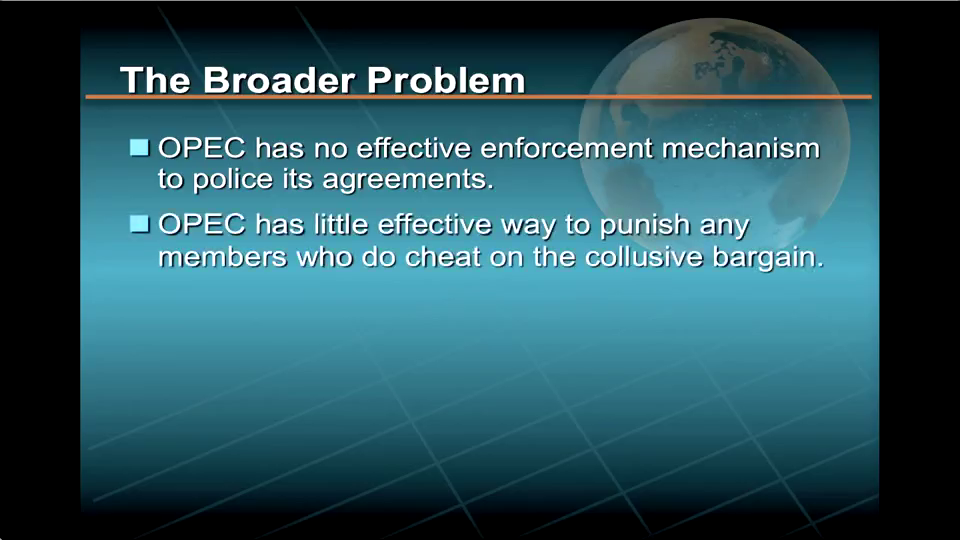 The Broader Problem
OPEC has no effective enforcement mechanism
to police its agreements.
OPEC has little effective way to punish any
members who do cheat on the collusive bargain.